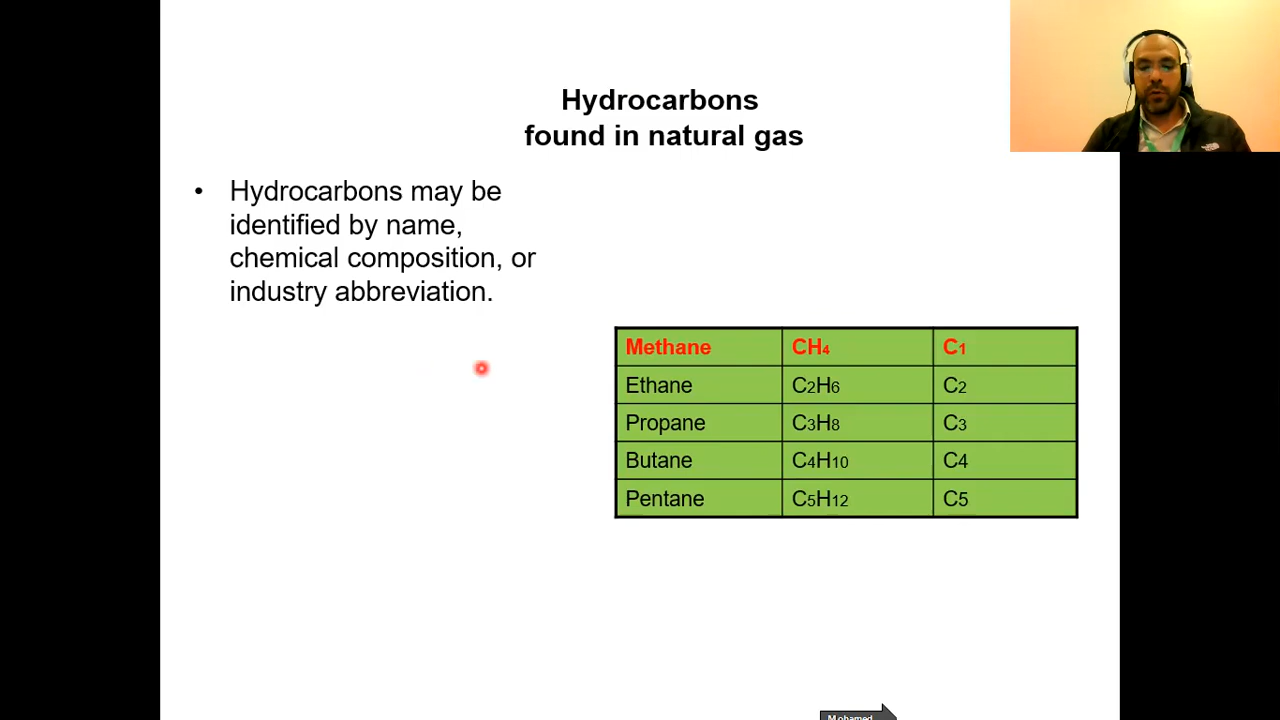 Hydrocarbons
found in natural gas
• Hydrocarbons may be
identified by name,
chemical composition, or
industry abbreviation.
Methane CH4 C1
Ethane C2H6 C2
Propane C3H8 C3
Butane C4H10 C4
Pentane C5H12 C5
Mohamed